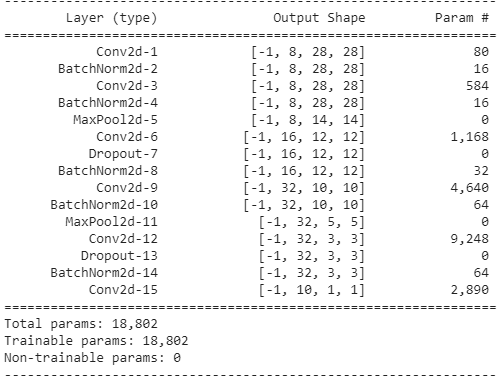 ----------------------------------------------------------------
        Layer (type)               Output Shape         Param #
================================================================
            Conv2d-1            [-1, 8, 28, 28]              80
       BatchNorm2d-2            [-1, 8, 28, 28]              16
            Conv2d-3            [-1, 8, 28, 28]             584
       BatchNorm2d-4            [-1, 8, 28, 28]              16
         MaxPool2d-5            [-1, 8, 14, 14]               0
            Conv2d-6           [-1, 16, 12, 12]           1,168
           Dropout-7           [-1, 16, 12, 12]               0
       BatchNorm2d-8           [-1, 16, 12, 12]              32
            Conv2d-9           [-1, 32, 10, 10]           4,640
      BatchNorm2d-10           [-1, 32, 10, 10]              64
        MaxPool2d-11             [-1, 32, 5, 5]               0
           Conv2d-12             [-1, 32, 3, 3]           9,248
          Dropout-13             [-1, 32, 3, 3]               0
      BatchNorm2d-14             [-1, 32, 3, 3]              64
           Conv2d-15             [-1, 10, 1, 1]           2,890
================================================================
Total params: 18,802
Trainable params: 18,802
Non-trainable params: 0
----------------------------------------------------------------